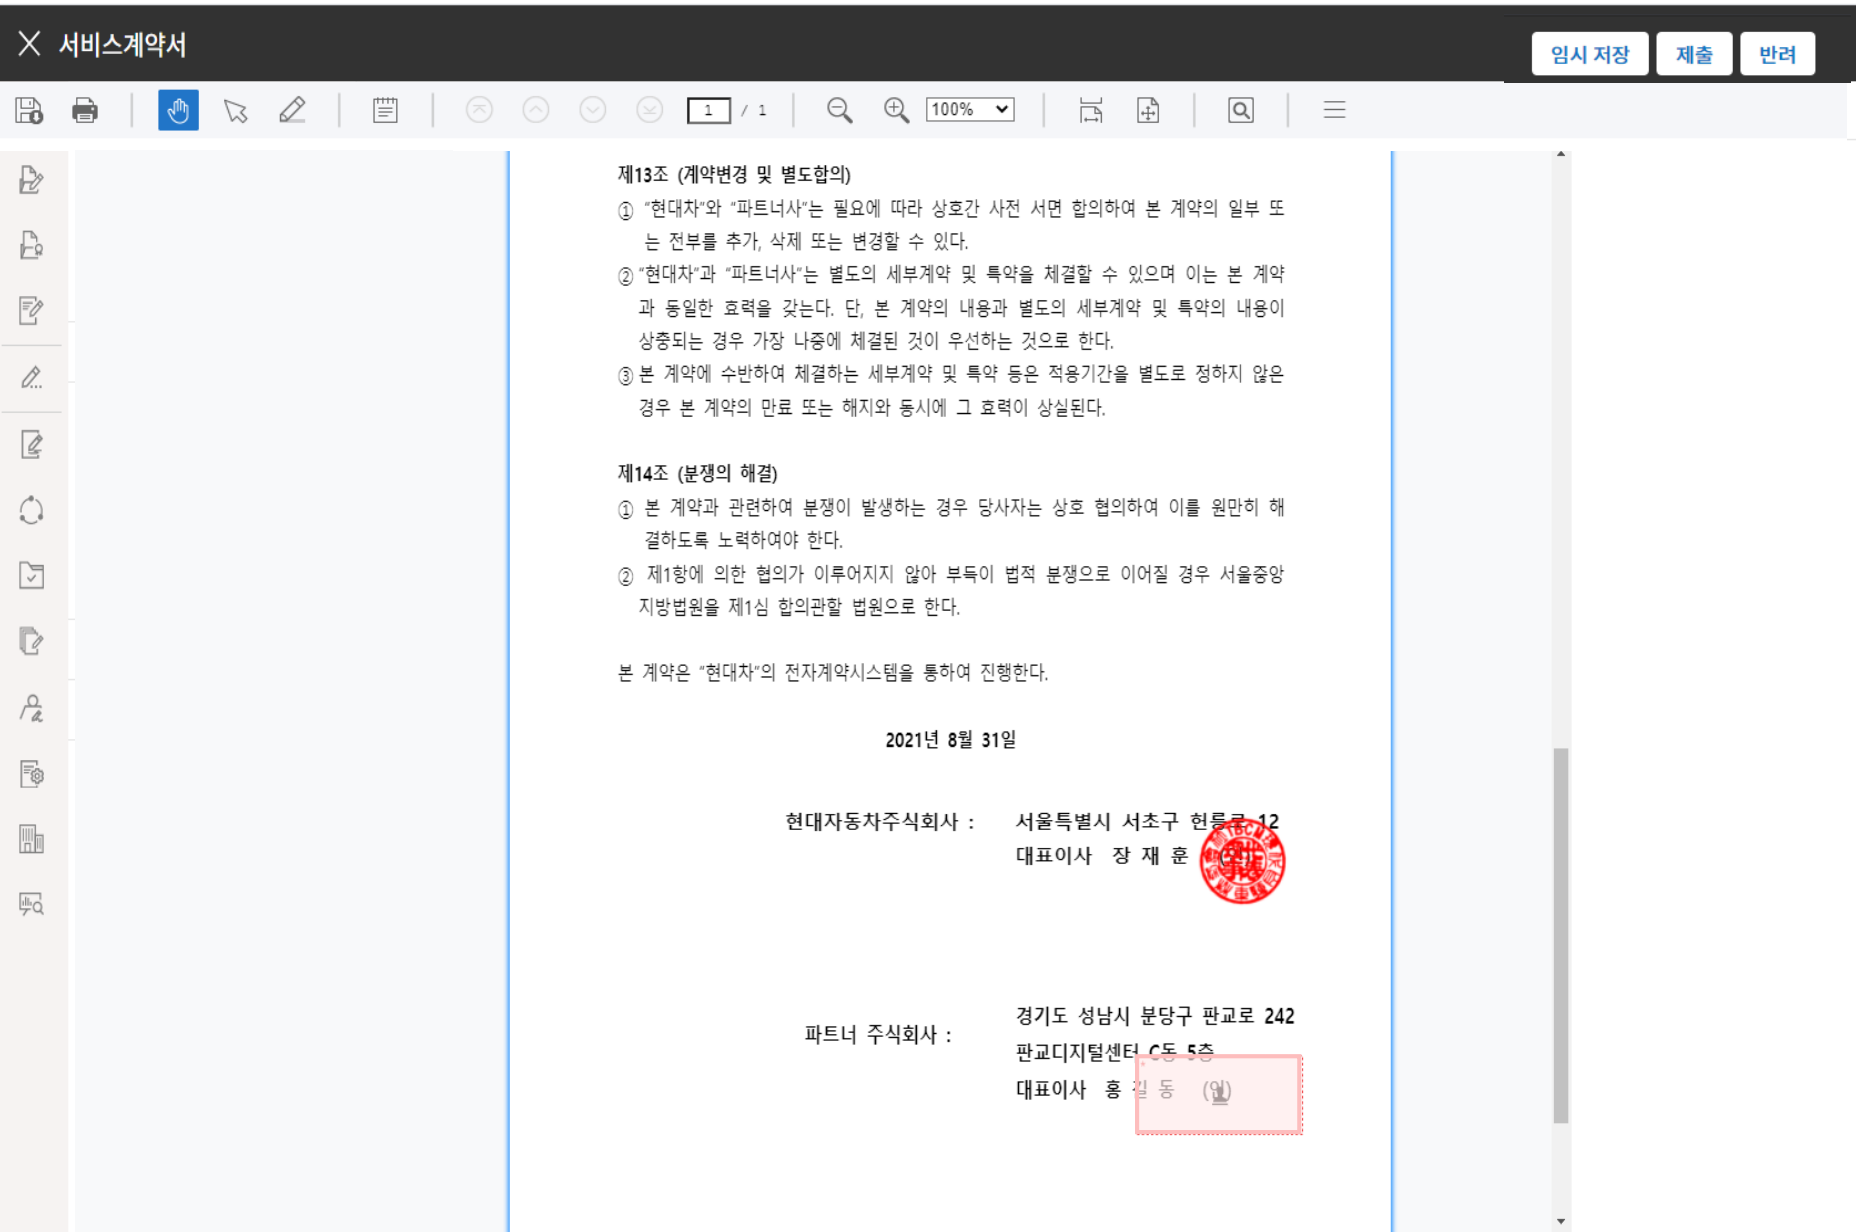 서비스계약서
임시 저장 제출 반려
1 / 1 100%
제13조 (계약변경 및 별도합의)
① “현대차”와 “파트너사”는 필요에 따라 상호간 사전 서면 합의하여 본 계약의 일부 또
는 전부를 추가, 삭제 또는 변경할 수 있다.
② “현대차”과 “파트너사”는 별도의 세부계약 및 특약을 체결할 수 있으며 이는 본 계약
과 동일한 효력을 갖는다. 단, 본 계약의 내용과 별도의 세부계약 및 특약의 내용이
상충되는 경우 가장 나중에 체결된 것이 우선하는 것으로 한다.
③ 본 계약에 수반하여 체결하는 세부계약 및 특약 등은 적용기간을 별도로 정하지 않은
경우 본 계약의 만료 또는 해지와 동시에 그 효력이 상실된다.
제14조 (분쟁의 해결)
① 본 계약과 관련하여 분쟁이 발생하는 경우 당사자는 상호 협의하여 이를 원만히 해
결하도록 노력하여야 한다.
② 제1항에 의한 협의가 이루어지지 않아 부득이 법적 분쟁으로 이어질 경우 서울중앙
지방법원을 제1심 합의관할 법원으로 한다.
본 계약은 “현대차”의 전자계약시스템을 통하여 진행한다.
2021년 8월 31일
현대자동차주식회사 : 서울특별시 서초구 헌릉로 12
대표이사 장 재 훈 (인)
경기도 성남시 분당구 판교로 242
파트너 주식회사 :
판교디지털센터 C동 5층
대표이사 홍 길 동 (인)